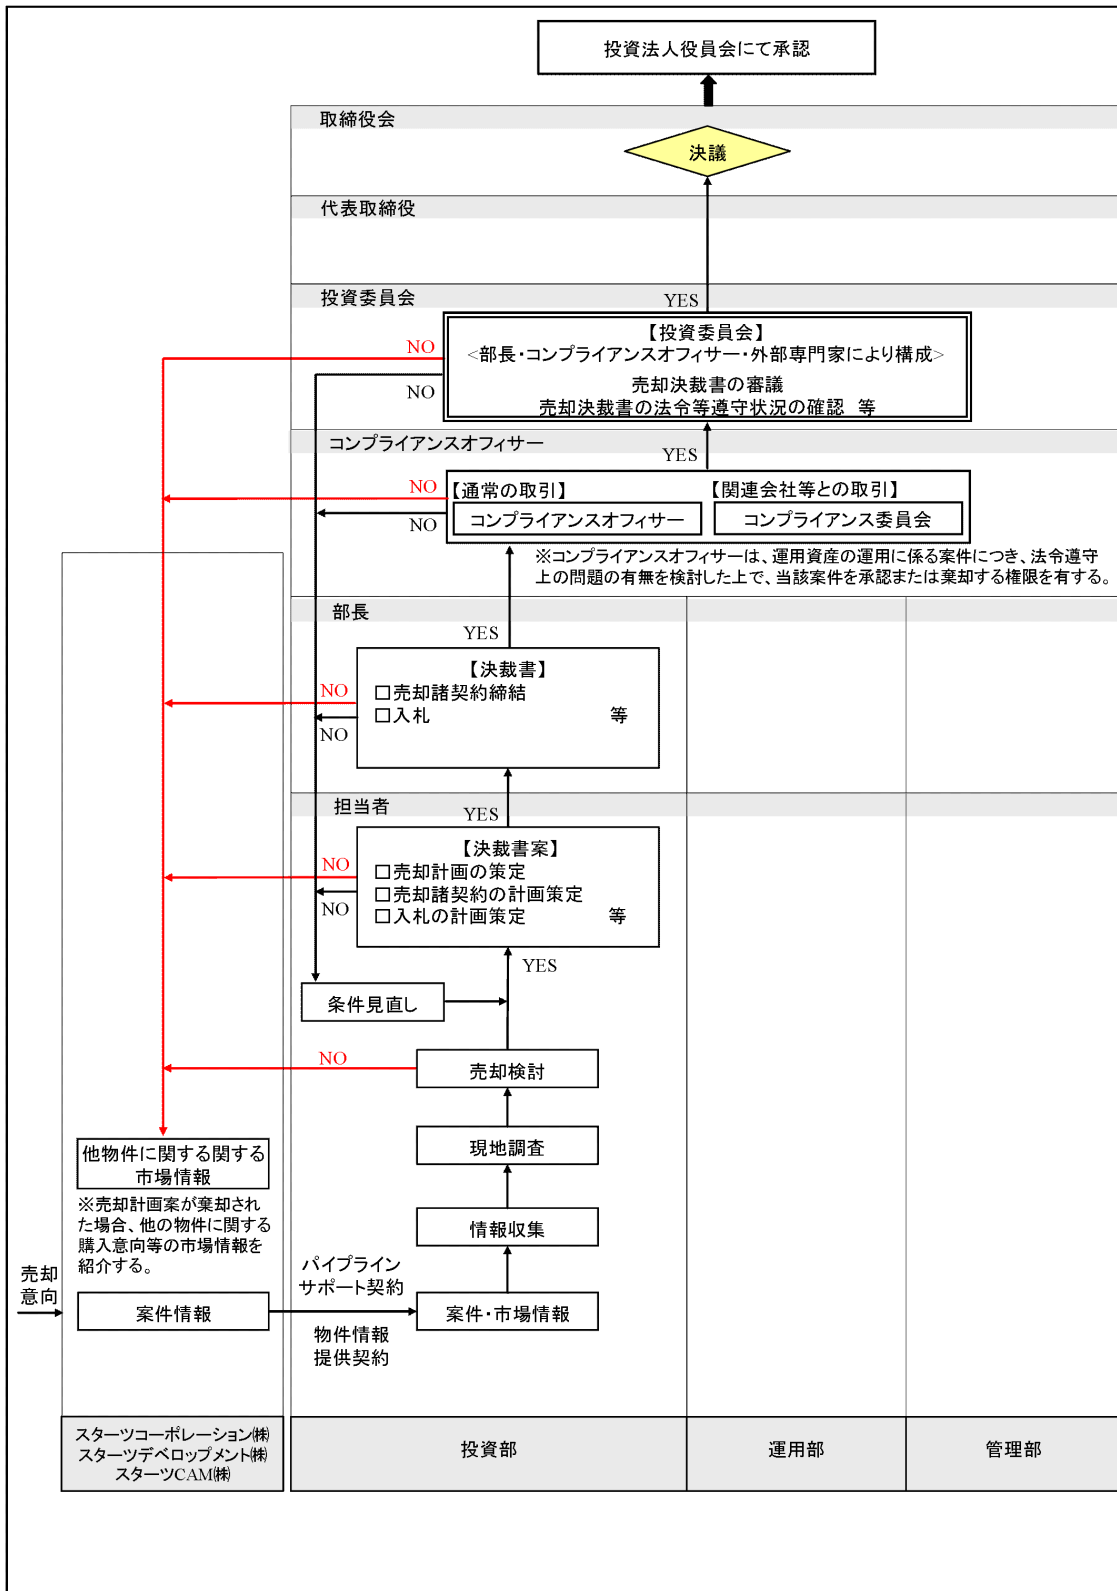 投資法人役員会にて承認
取締役会
決議
代表取締役
投資委員会
YES
【投資委員会】
<部長・コンプライアンスオフィサー・外部専門家により構成>
売却決裁書の審議
売却決裁書の法令等遵守状況の確認 等
NO
NO
コンプライアンスオフィサー
YES
NO
NO
【通常の取引】
【関連会社等との取引】
コンプライアンスオフィサー
コンプライアンス委員会
※コンプライアンスオフィサーは、運用資産の運用に係る案件につき、法令遵守
上の問題の有無を検討した上で、当該案件を承認または棄却する権限を有する。
部長
YES
【決裁書】
□売却諸契約締結
□入札 等
NO
NO
担当者
YES
【決裁書案】
□売却計画の策定
□売却諸契約の計画策定
□入札の計画策定 等
NO
NO
YES
条件見直し
NO
売却検討
現地調査
他物件に関する関する
市場情報
※売却計画案が棄却され
た場合、他の物件に関する
購入意向等の市場情報を
紹介する。
情報収集
売却
意向
案件情報
パイプライン
サポート契約
物件情報
提供契約
案件・市場情報
スターツコーポレーション㈱
スターツデベロップメント㈱
スターツCAM㈱
投資部
運用部
管理部